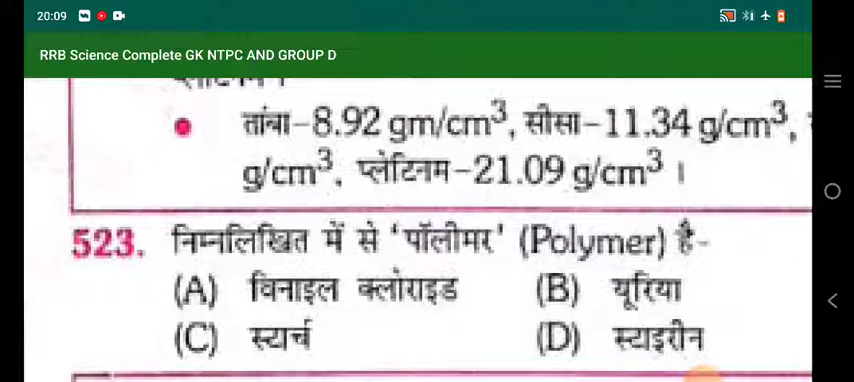 20:09
RRB Science Complete GK NTPC AND GROUP D
तांबा–8.92 gm/cm³, सीसा–11.34 g/cm³,
g/cm³, प्लेटिनम–21.09 g/cm³ ।
523. निम्नलिखित में से ‘पॉलीमर’ (Polymer) है–
(A) विनाइल क्लोराइड (B) यूरिया
(C) स्टार्च (D) स्टाइरीन